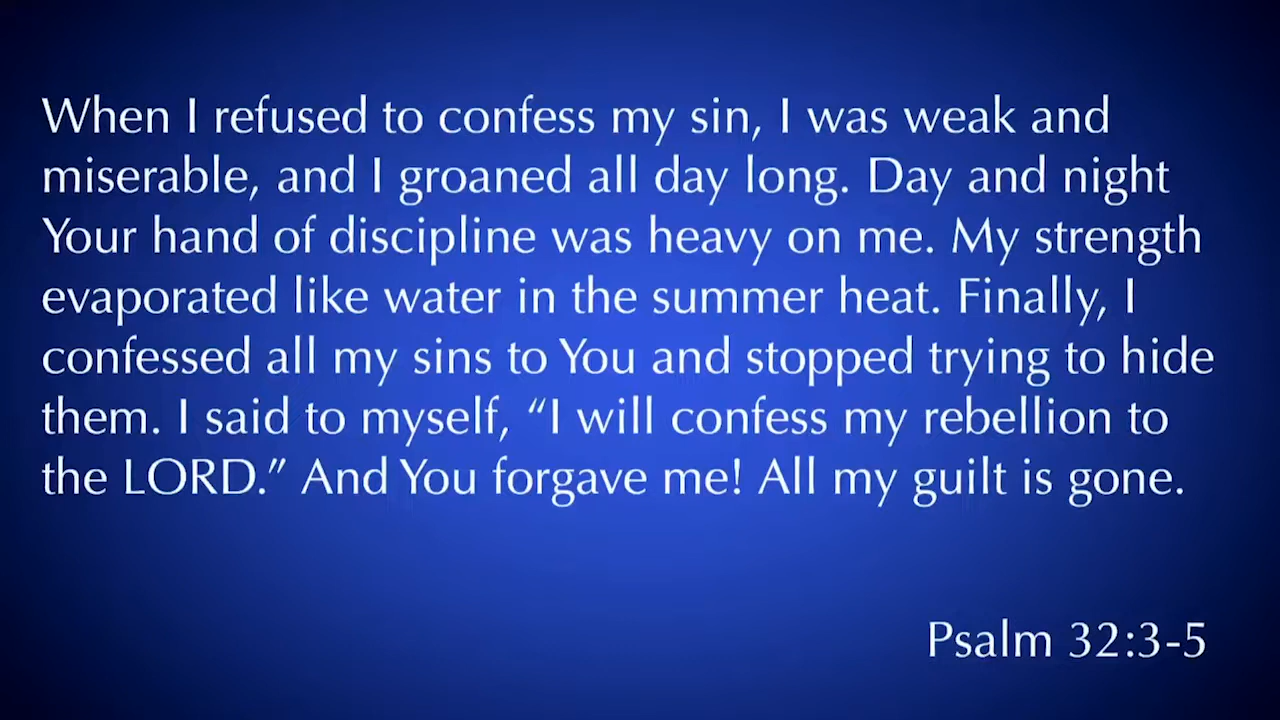 When I refused to confess my sin, I was weak and
miserable, and I groaned all day long. Day and night
Your hand of discipline was heavy on me. My strength
evaporated like water in the summer heat. Finally, I
confessed all my sins to You and stopped trying to hide
them. I said to myself, “I will confess my rebellion to
the LORD.” And You forgave me! All my guilt is gone.
Psalm 32:3-5